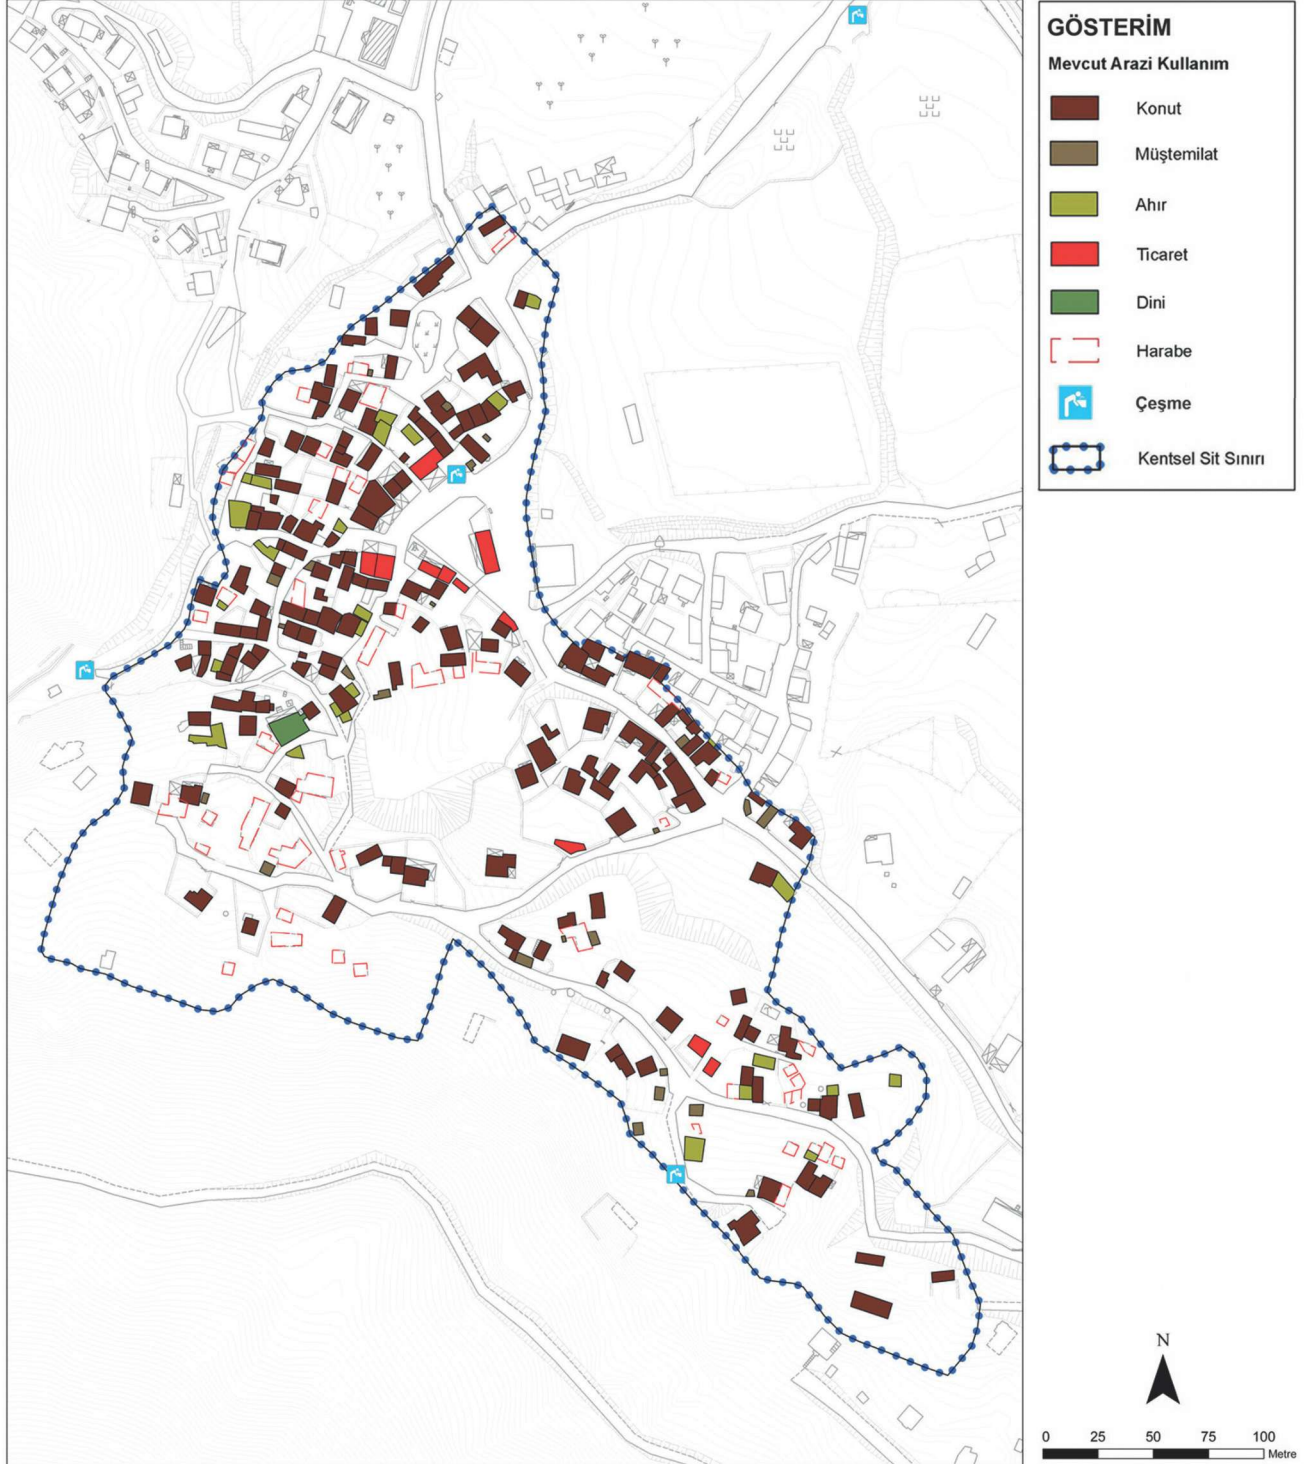 GÖSTERİM
Mevcut Arazi Kullanım
Konut
Müştemilat
Ahır
Ticaret
Dini
Harabe
Çeşme
Kentsel Sit Sınırı
N
0 25 50 75 100
Metre